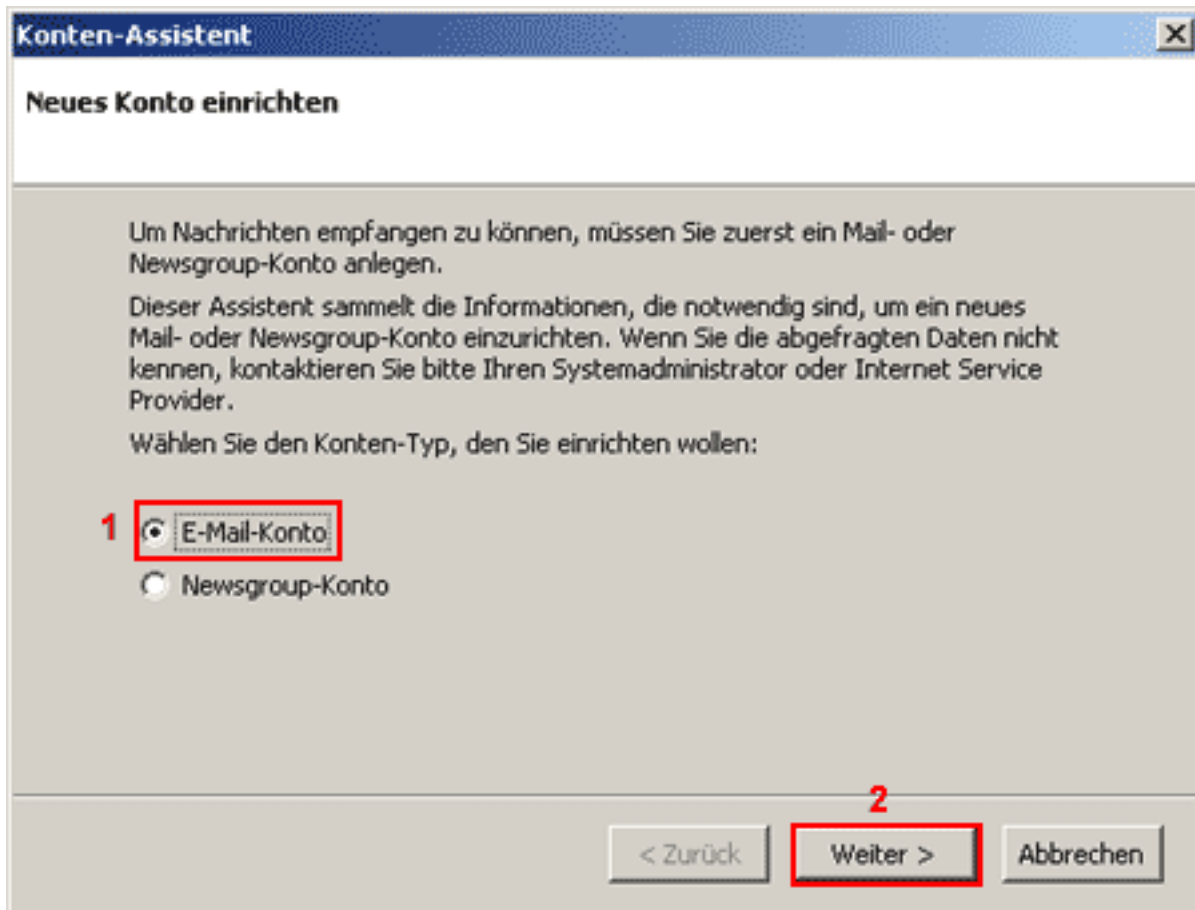 Konten-Assistent
Neues Konto einrichten
Um Nachrichten empfangen zu können, müssen Sie zuerst ein Mail- oder
Newsgroup-Konto anlegen.
Dieser Assistent sammelt die Informationen, die notwendig sind, um ein neues
Mail- oder Newsgroup-Konto einzurichten. Wenn Sie die abgefragten Daten nicht
kennen, kontaktieren Sie bitte Ihren Systemadministrator oder Internet Service
Provider.
Wählen Sie den Konten-Typ, den Sie einrichten wollen:
1 E-Mail-Konto
Newsgroup-Konto
2
< Zurück Weiter > Abbrechen